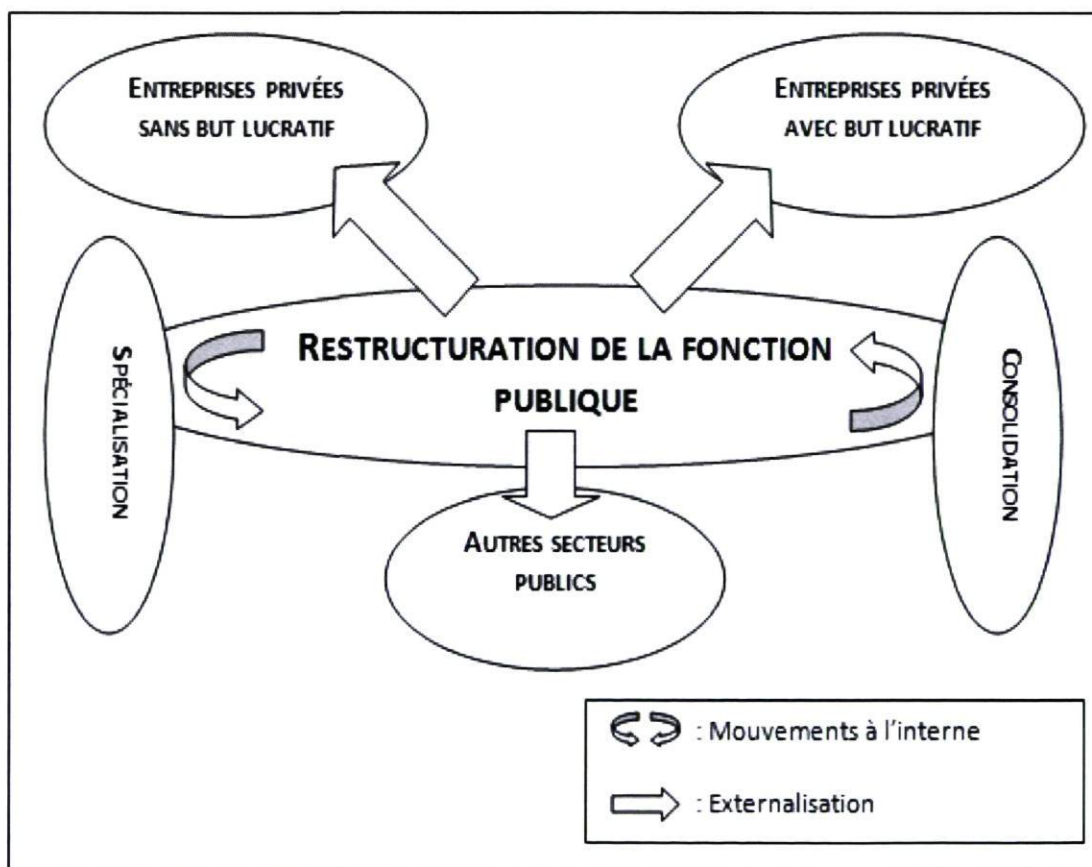 ENTREPRISES PRIVÉES
SANS BUT LUCRATIF
ENTREPRISES PRIVÉES
AVEC BUT LUCRATIF
SPÉCIALISATION
RESTRUCTURATION DE LA FONCTION
PUBLIQUE
CONSOLIDATION
AUTRES SECTEURS
PUBLICS
: Mouvements à l'interne
: Externalisation